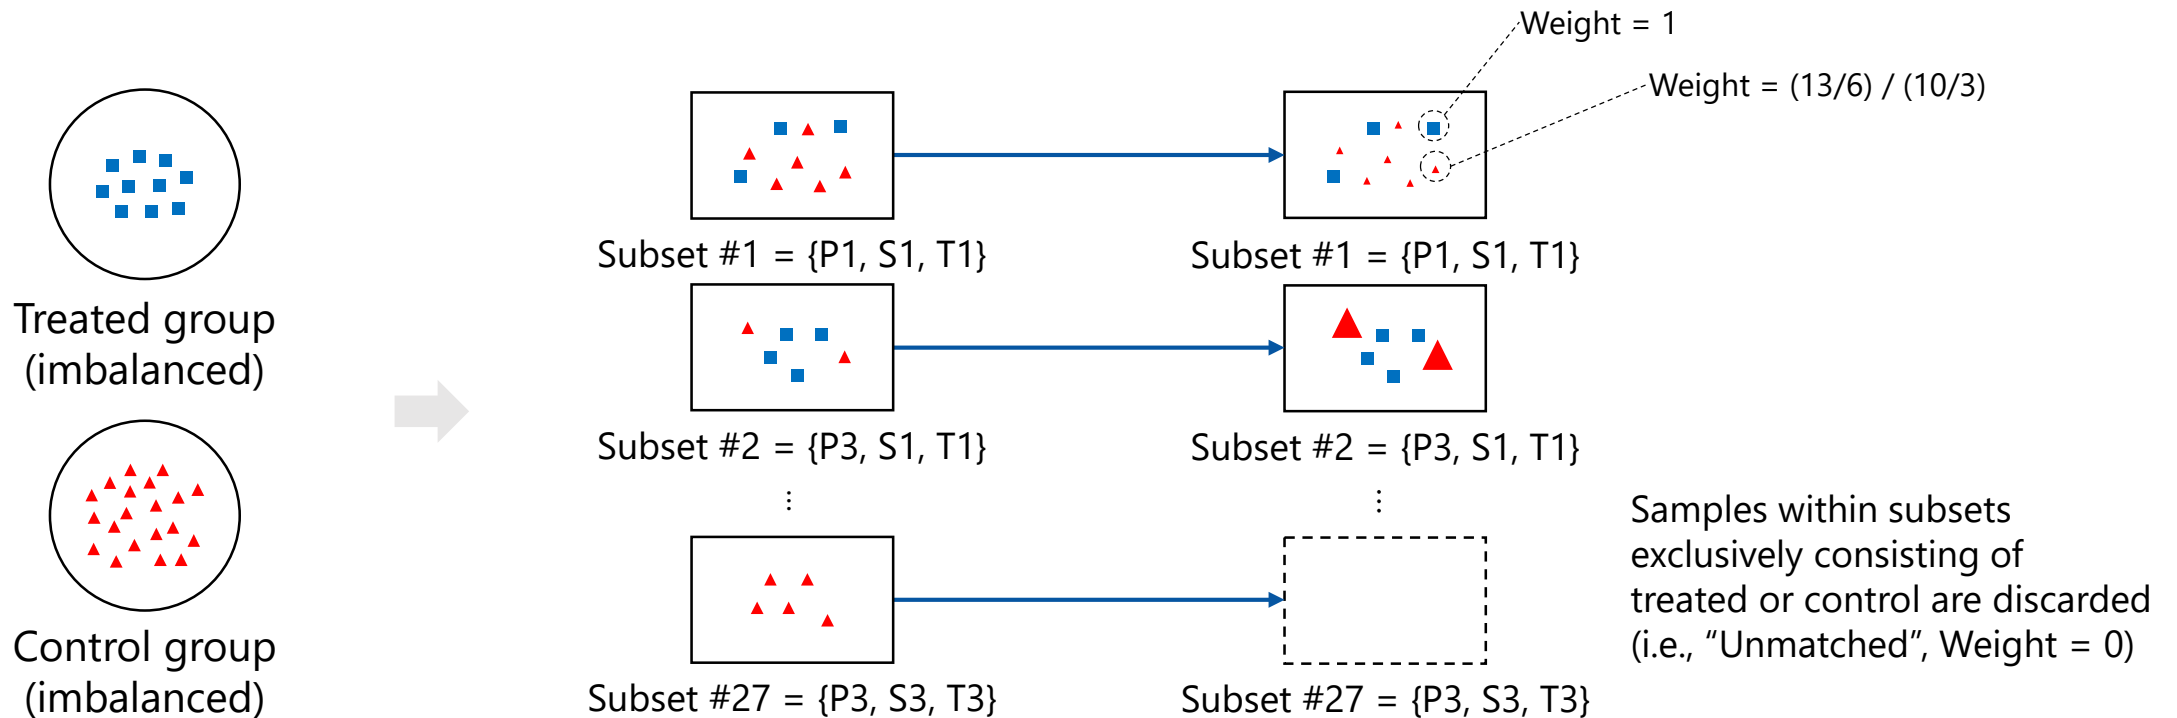 Weight = 1
Weight = (13/6) / (10/3)
Treated group
(imbalanced)
Control group
(imbalanced)
Subset #1 = {P1, S1, T1}
Subset #2 = {P3, S1, T1}
⋮
Subset #27 = {P3, S3, T3}
Subset #1 = {P1, S1, T1}
Subset #2 = {P3, S1, T1}
⋮
Subset #27 = {P3, S3, T3}
Samples within subsets
exclusively consisting of
treated or control are discarded
(i.e., “Unmatched”, Weight = 0)